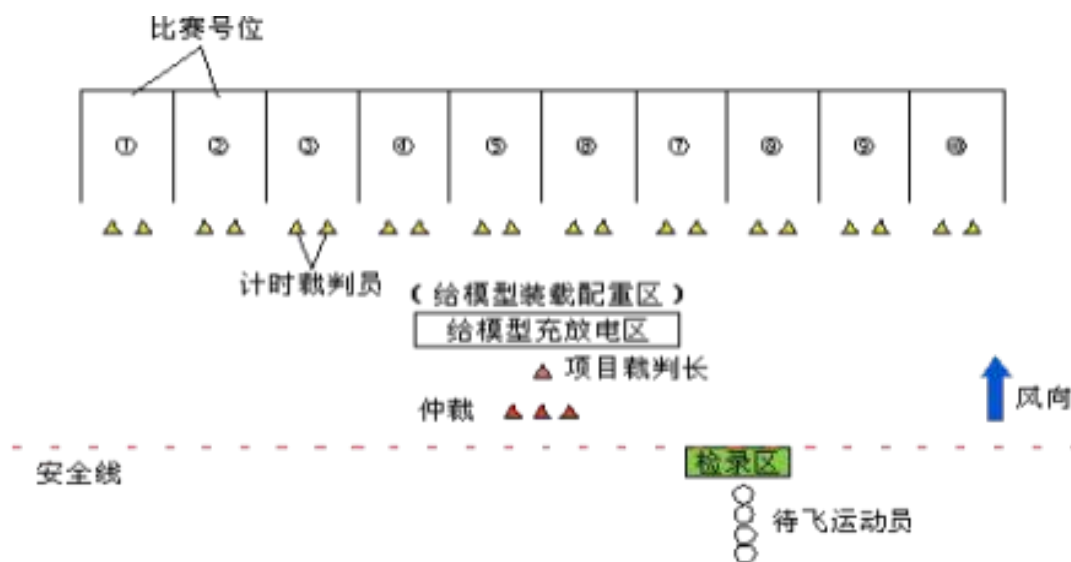 比赛号位
① ② ③ ④ ⑤ ⑥ ⑦ ⑧ ⑨ ⑩
计时裁判员
(给模型装载配重区)
给模型充放电区
项目裁判长
仲裁
风向
安全线
检录区
待飞运动员